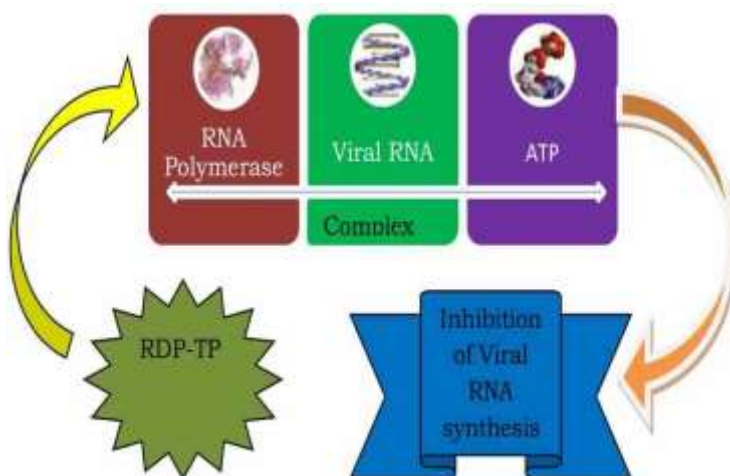 RNA
Polymerase
Viral RNA
ATP
Complex
RDP-TP
Inhibition
of Viral
RNA
synthesis